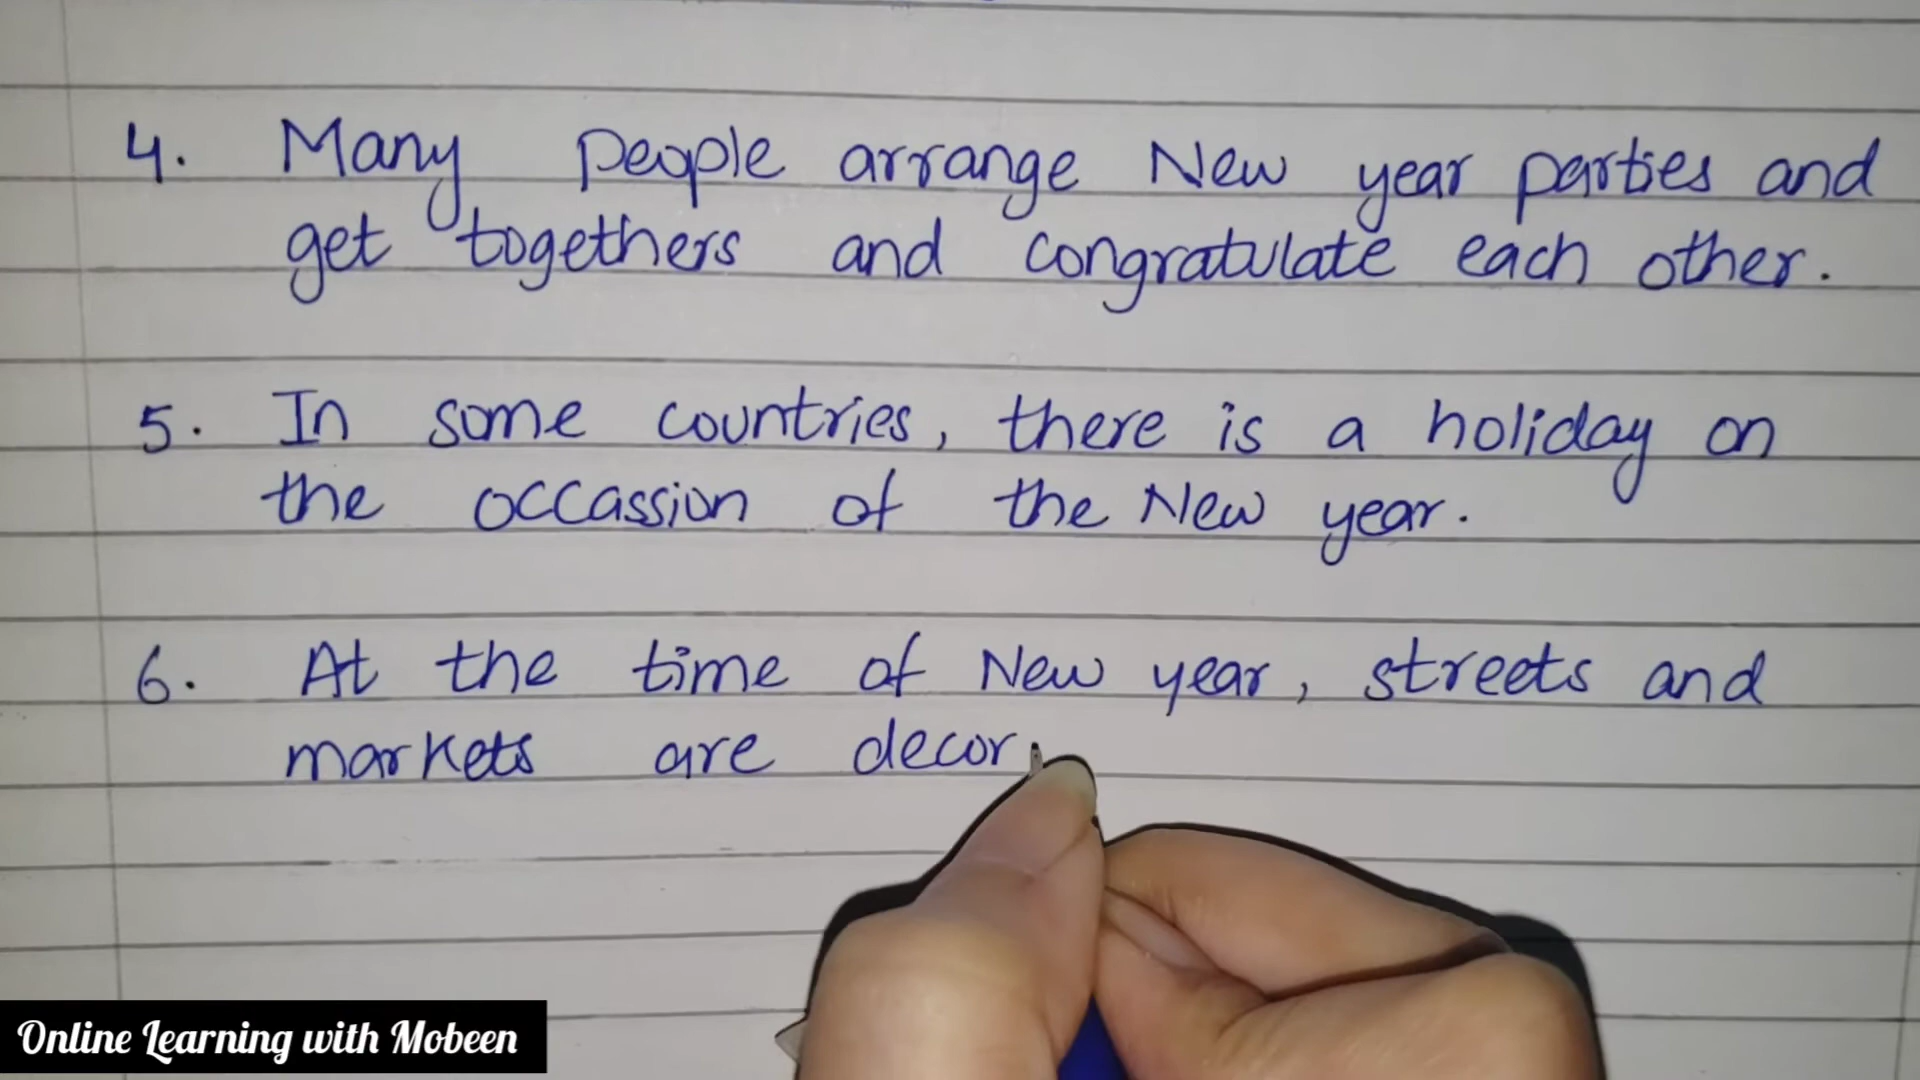 4. Many people arrange New year parties and
get togethers and congratulate each other.
5. In some countries, there is a holiday on
the occassion of the New year.
6. At the time of New year, streets and
markets are decor
Online Learning with Mobeen